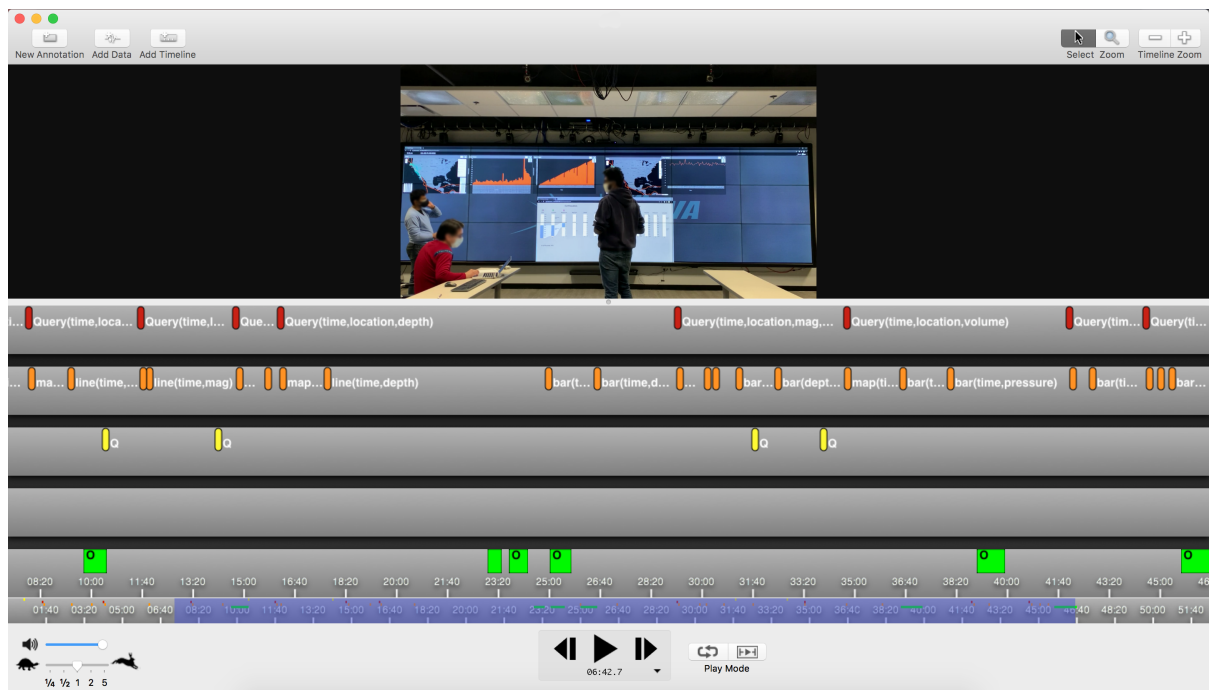 New Annotation Add Data Add Timeline
Select Zoom Timeline Zoom
VA
i... Query(time,loca... Query(time,l... Que... Query(time,location,depth) Query(time,location,mag,... Query(time,location,volume) Query(tim... Query(ti...
... ma... line(time,... line(time,mag) ... map... line(time,depth) bar(t... bar(time,d... ... bar... bar(dept... map(ti... bar(t... bar(time,pressure) bar(ti... bar...
Q Q Q Q
O O O O O
08:20 10:00 11:40 13:20 15:00 16:40 18:20 20:00 21:40 23:20 25:00 26:40 28:20 30:00 31:40 33:20 35:00 36:40 38:20 40:00 41:40 43:20 45:00 46
01:40 03:20 05:00 06:40 08:20 10:00 11:40 13:20 15:00 16:40 18:20 20:00 21:40 23:20 25:00 26:40 28:20 30:00 31:40 33:20 35:00 36:40 38:20 40:00 41:40 43:20 45:00 46:40 48:20 50:00 51:40
06:42.7
Play Mode
¼ ½ 1 2 5